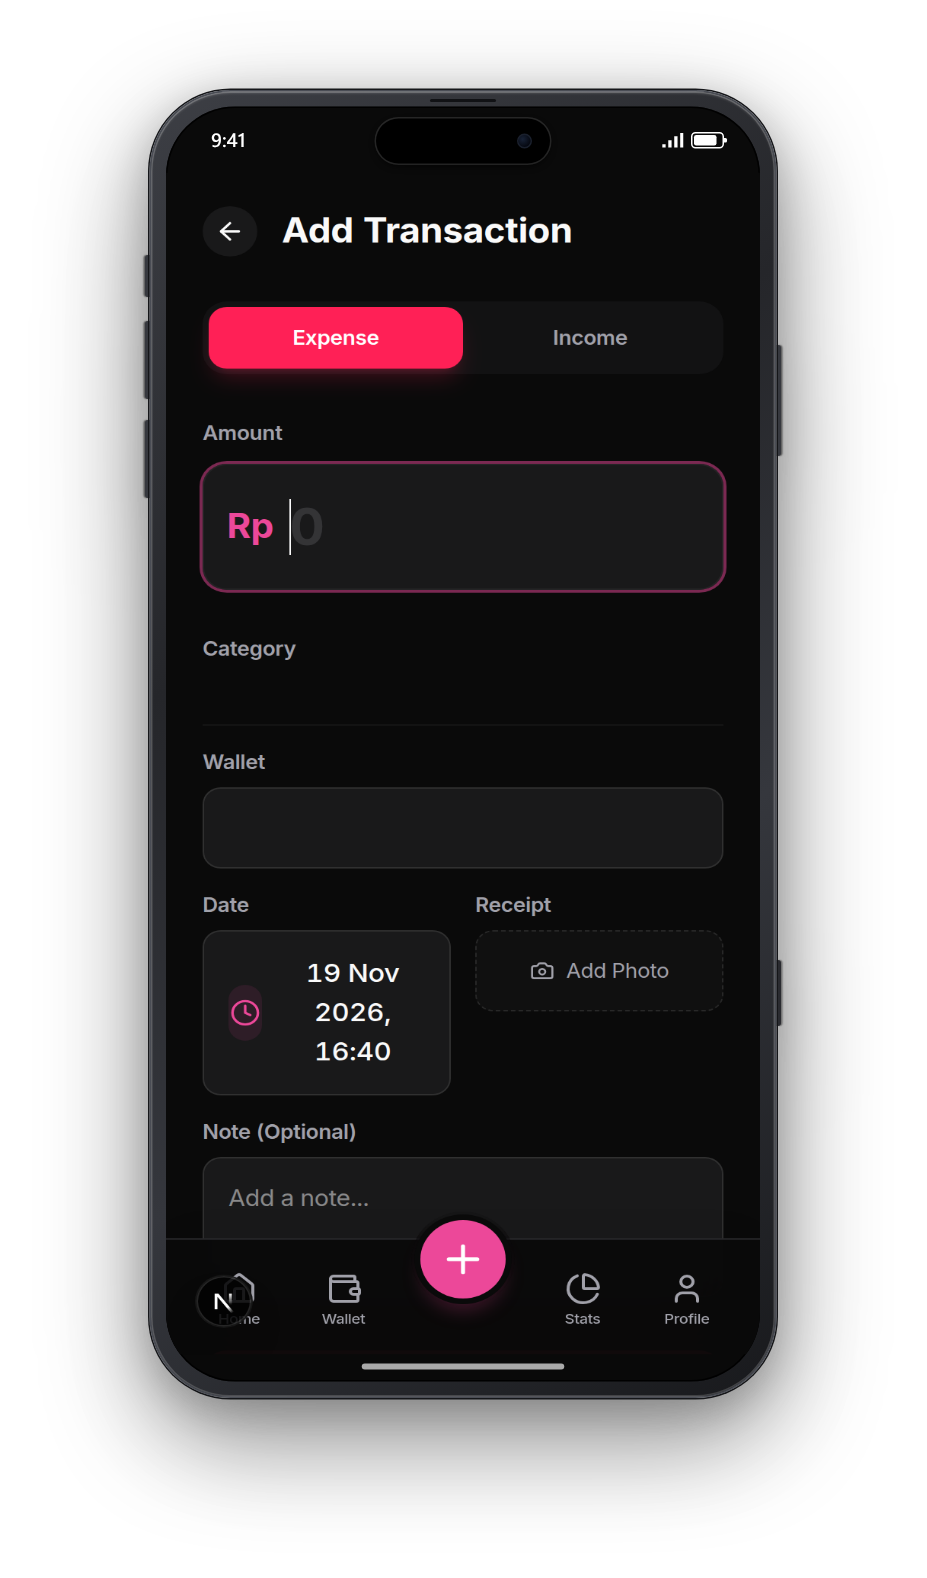 9:41
Add Transaction
Expense
Income
Amount
Rp 0
Category
Wallet
Date
Receipt
19 Nov
2026,
16:40
Add Photo
Note (Optional)
Add a note...
N
Home
Wallet
Stats
Profile